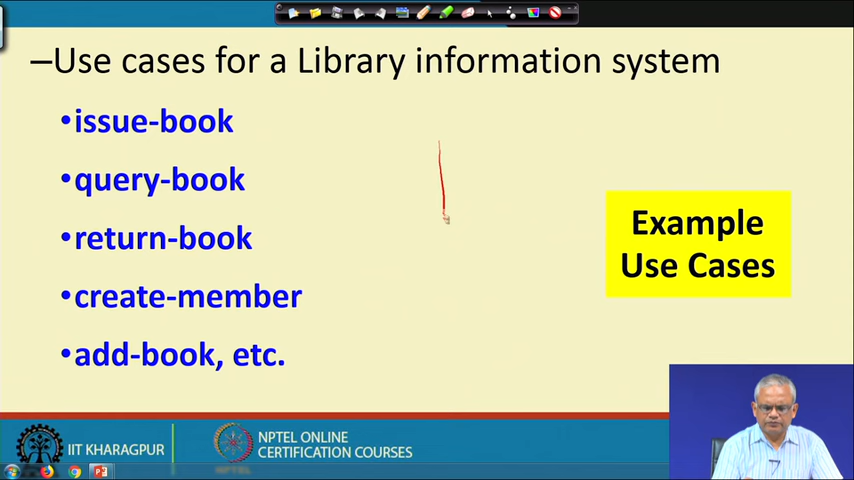 –Use cases for a Library information system
•issue-book
•query-book
•return-book
•create-member
•add-book, etc.
Example
Use Cases
IIT KHARAGPUR
NPTEL ONLINE
CERTIFICATION COURSES
NPTEL